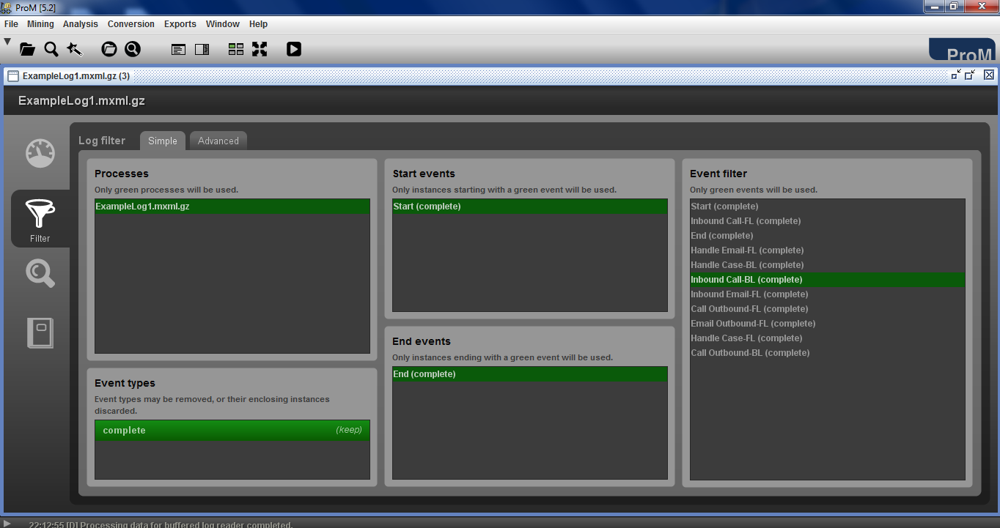 ProM [5.2]
File Mining Analysis Conversion Exports Window Help
ProM
ExampleLog1.mxml.gz (3)
ExampleLog1.mxml.gz
Log filter Simple Advanced
Filter
Processes
Only green processes will be used.
ExampleLog1.mxml.gz
Event types
Event types may be removed, or their enclosing instances
discarded.
complete (keep)
Start events
Only instances starting with a green event will be used.
Start (complete)
End events
Only instances ending with a green event will be used.
End (complete)
Event filter
Only green events will be used.
Start (complete)
Inbound Call-FL (complete)
End (complete)
Handle Email-FL (complete)
Handle Case-BL (complete)
Inbound Call-BL (complete)
Inbound Email-FL (complete)
Call Outbound-FL (complete)
Email Outbound-FL (complete)
Handle Case-FL (complete)
Call Outbound-BL (complete)
22:12:55 [D] Processing data for buffered log reader completed.